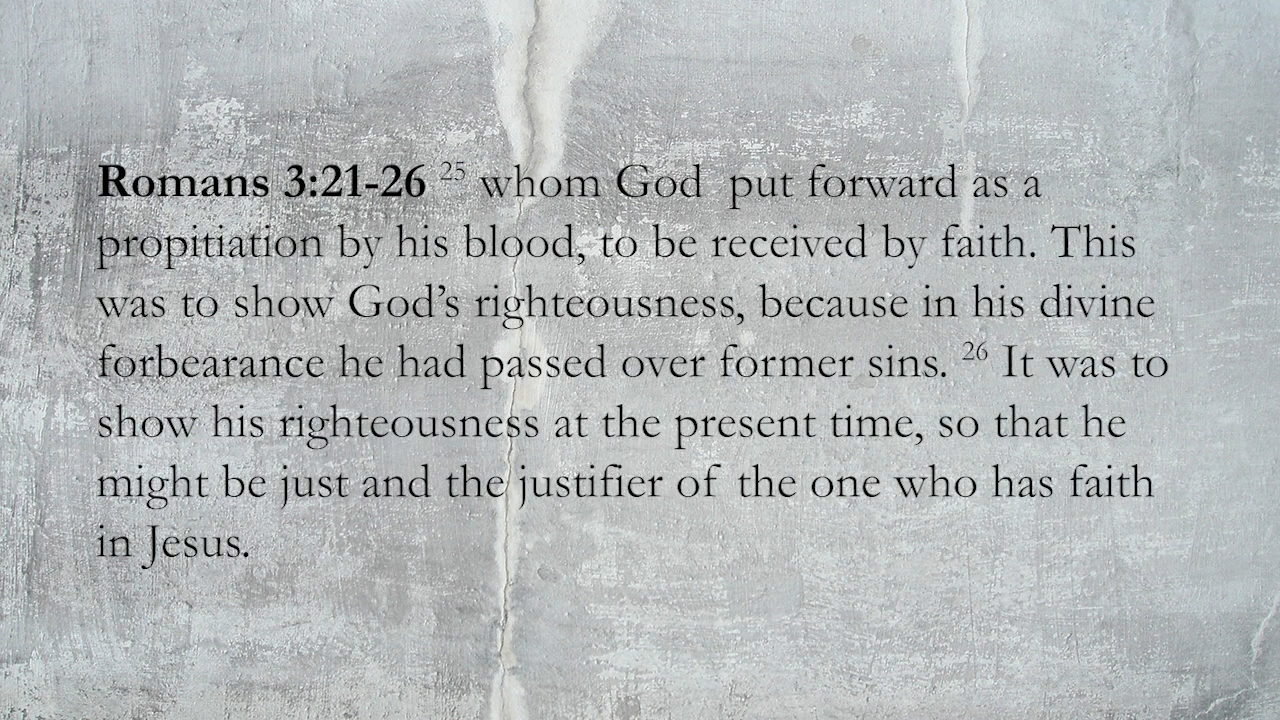 Romans 3:21-26 25 whom God  put forward as a
propitiation by his blood, to be received by faith. This
was to show God’s righteousness, because in his divine
forbearance he had passed over former sins. 26 It was to
show his righteousness at the present time, so that he
might be just and the justifier of the one who has faith
in Jesus.